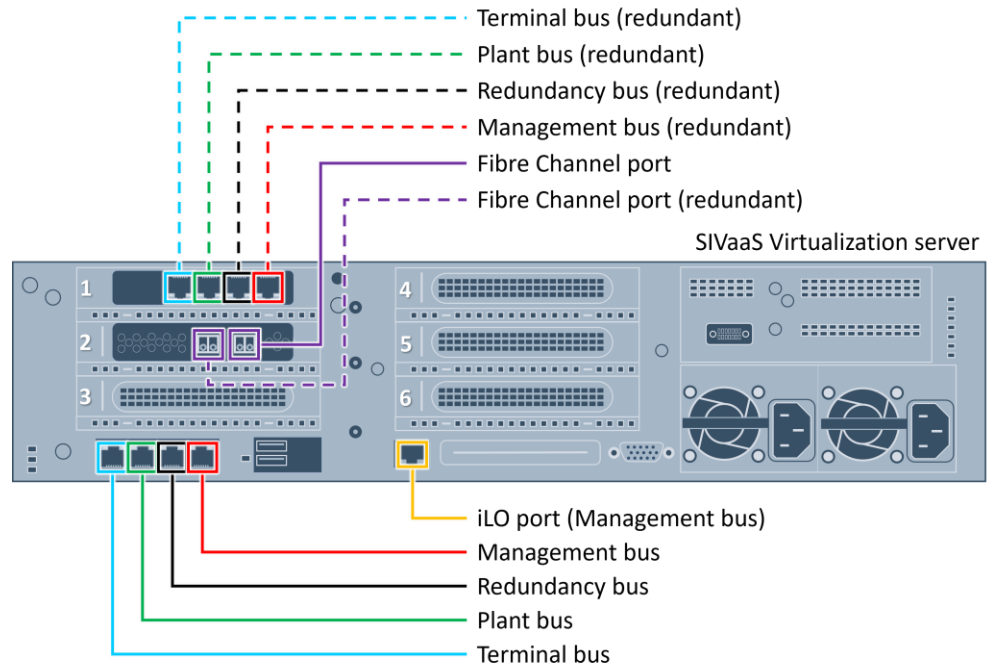 Terminal bus (redundant)
Plant bus (redundant)
Redundancy bus (redundant)
Management bus (redundant)
Fibre Channel port
Fibre Channel port (redundant)
SIVaaS Virtualization server
1
4
2
5
3
6
iLO port (Management bus)
Management bus
Redundancy bus
Plant bus
Terminal bus